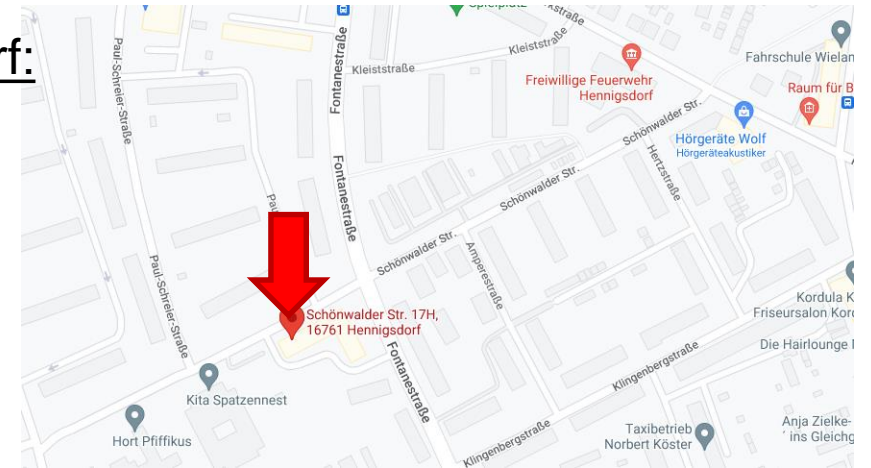 rf:
Spielplatz
Paul-Schreier-Straße
Fontanestraße
Kleiststraße
Kleiststraße
Freiwillige Feuerwehr
Hennigsdorf
Fahrschule Wielan
Raum für B
Schönwalder Str.
Hörgeräte Wolf
Hörgeräteakustiker
Hertzstraße
Schönwalder Str.
Fontanestraße
Schönwalder Str.
Amperestraße
Paul-Schreier-Straße
Schönwalder Str. 17H,
16761 Hennigsdorf
Kordula K
Friseursalon Kor
Die Hairlounge
Fontanestraße
Klingenbergstraße
Kita Spatzennest
Hort Pfiffikus
Taxibetrieb
Norbert Köster
Anja Zielke-
ins Gleichg
Klingenbergstraße